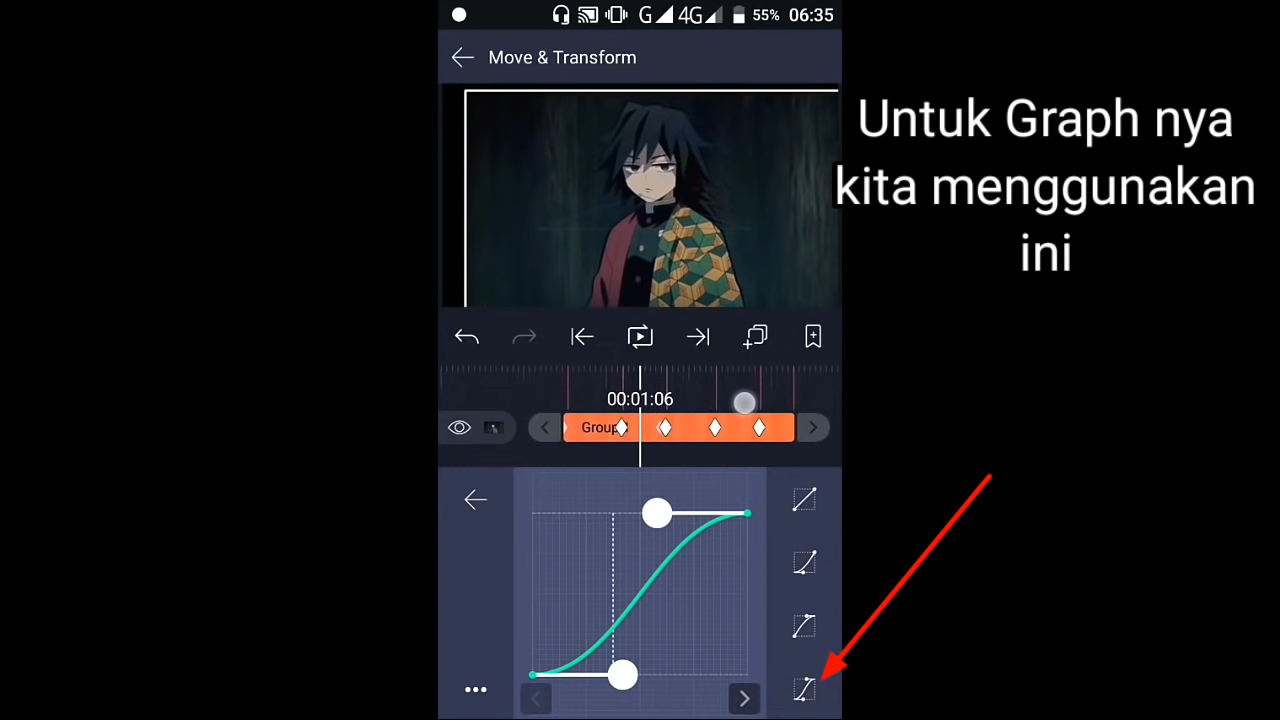 G 4G 55% 06:35
Move & Transform
Untuk Graph nya
kita menggunakan
ini
00:01:06
Group